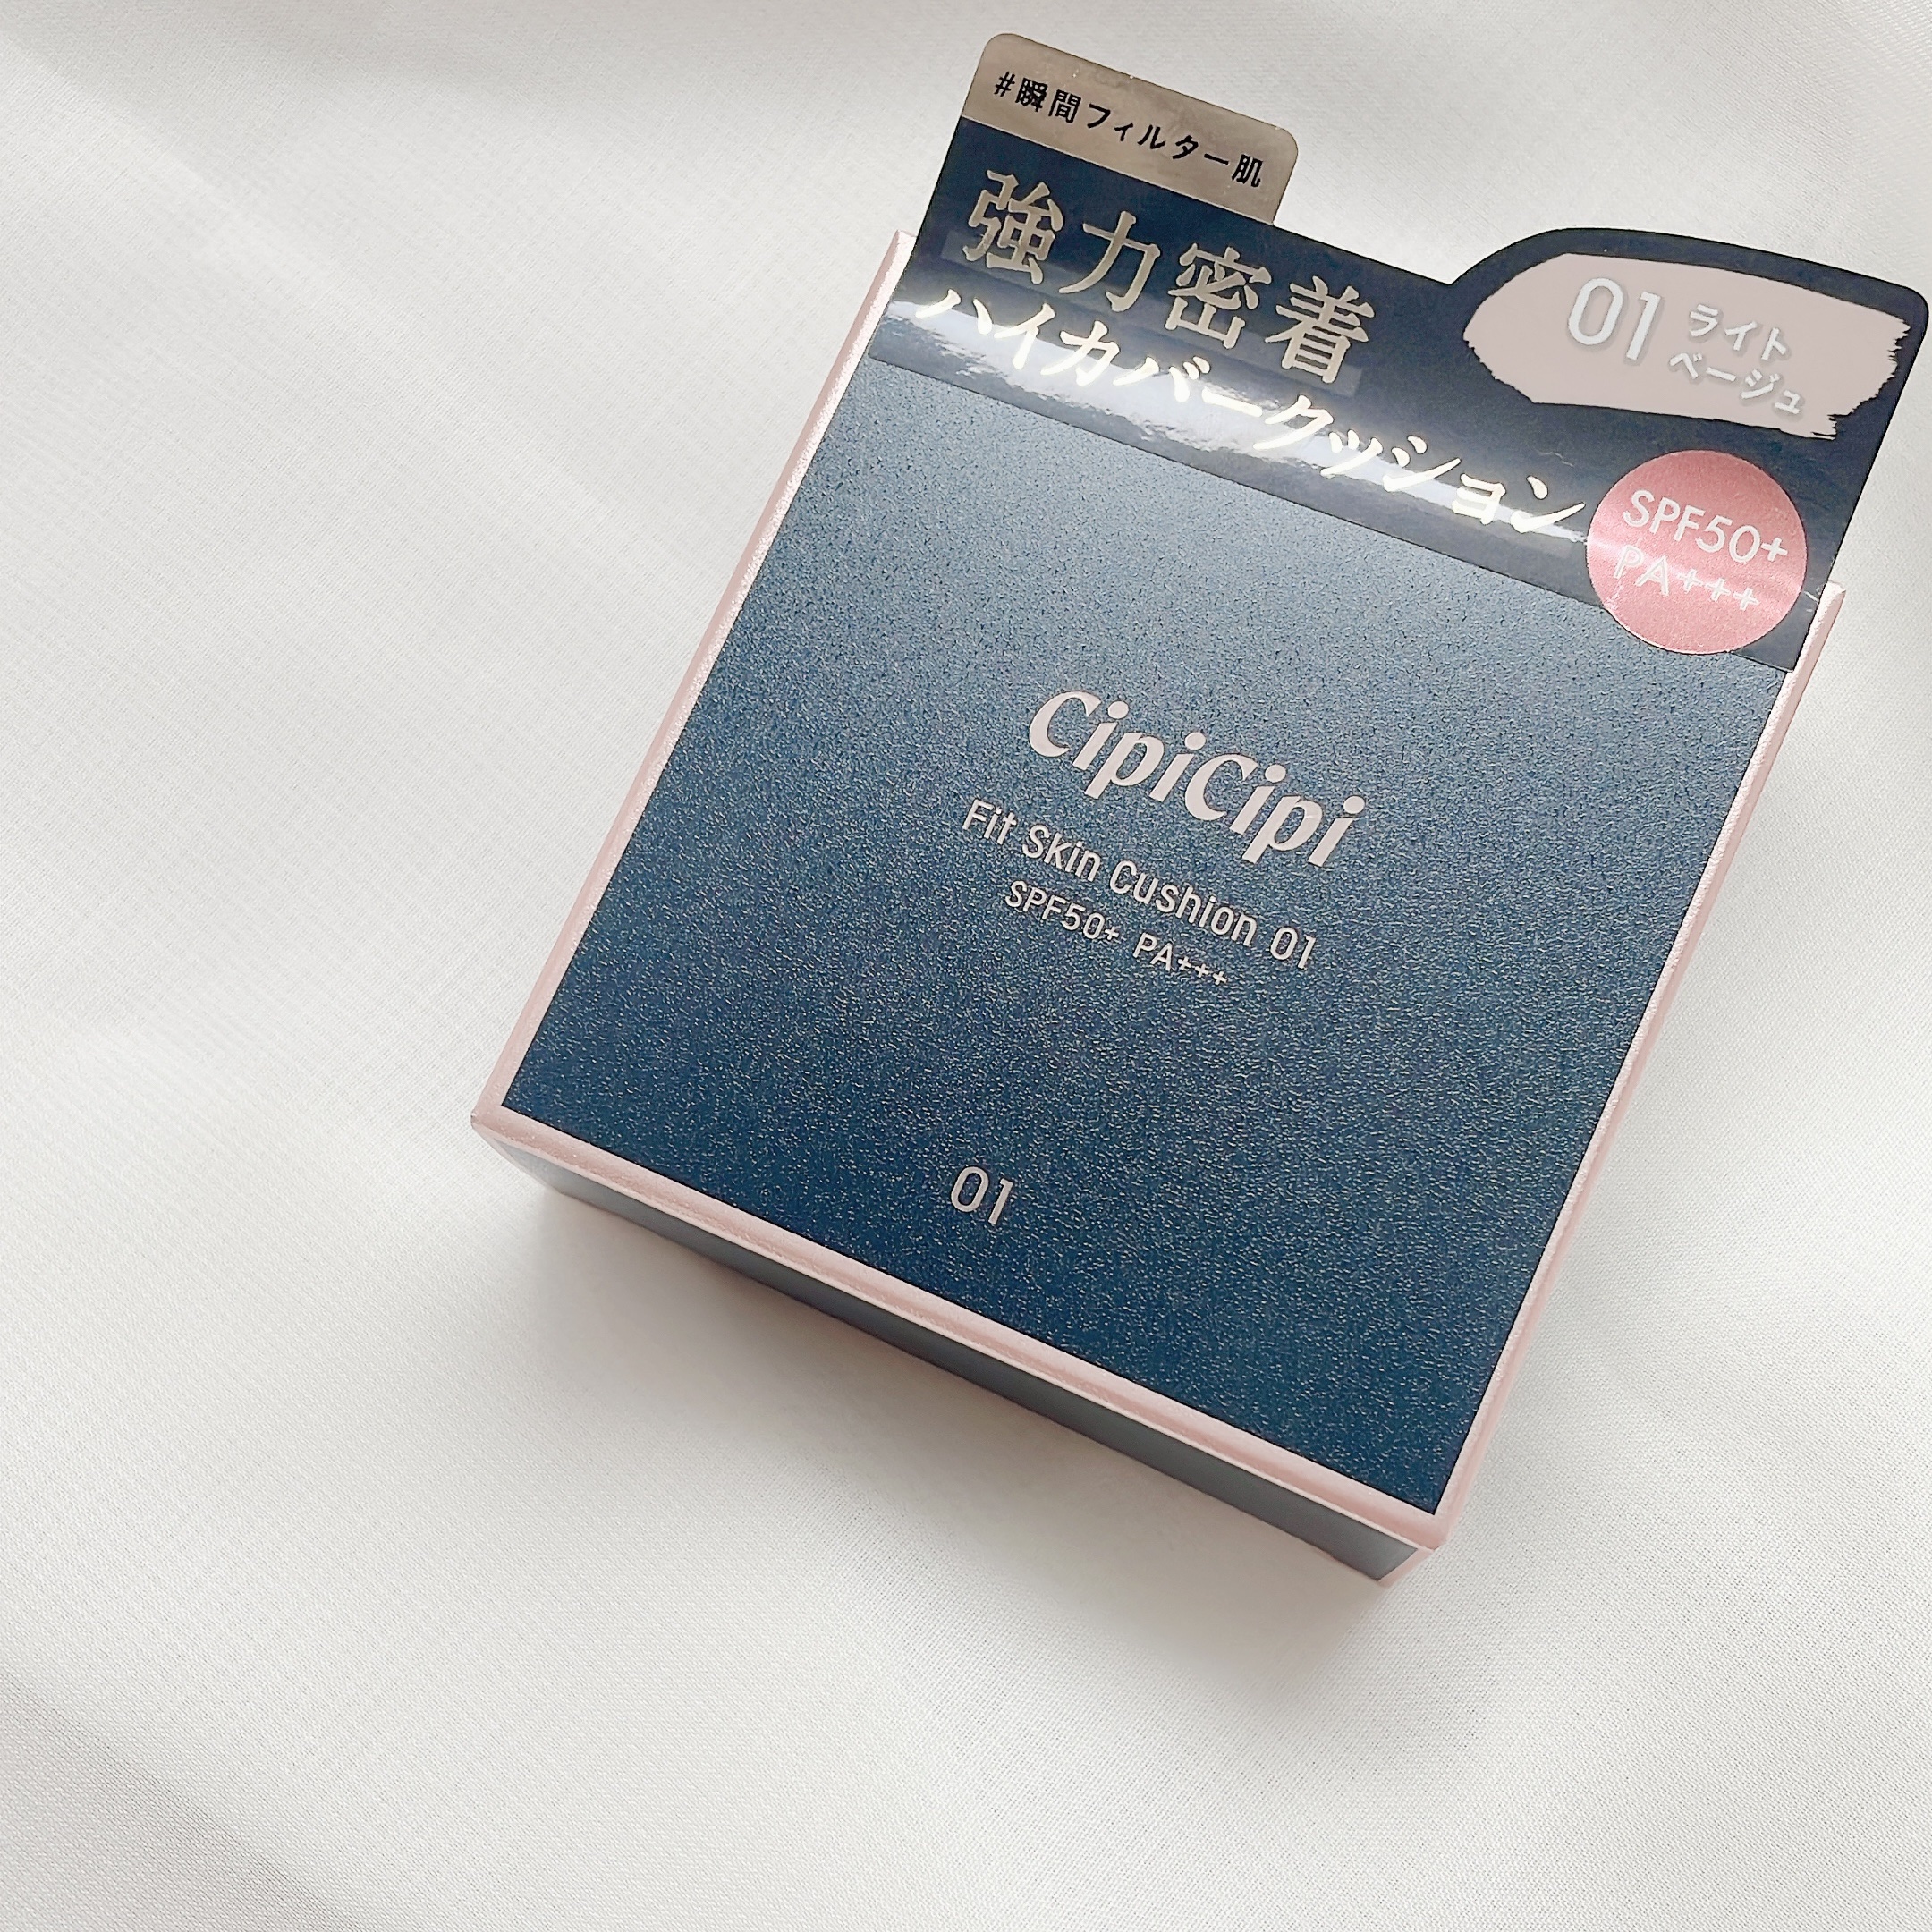 #瞬間フィルター肌
強力密着
ハイカバークッション
01 ライト
ベージュ
SPF50+
PA+++
CipiCipi
Fit Skin Cushion 01
SPF50+ PA+++
01